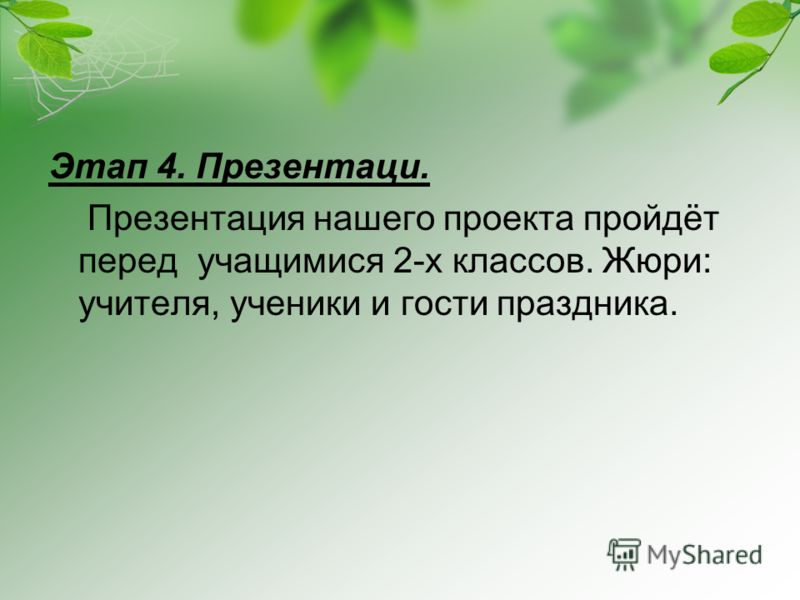 Этап 4. Презентаци.
Презентация нашего проекта пройдёт
перед учащимися 2-х классов. Жюри:
учителя, ученики и гости праздника.
MyShared